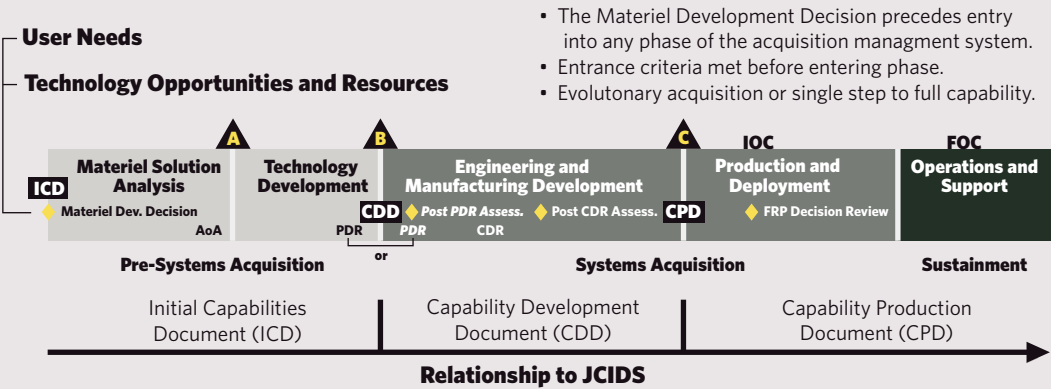 User Needs
Technology Opportunities and Resources
• The Materiel Development Decision precedes entry
into any phase of the acquisition managment system.
• Entrance criteria met before entering phase.
• Evolutonary acquisition or single step to full capability.
A
B
C
IOC
FOC
ICD
Materiel Solution
Analysis
Materiel Dev. Decision
AoA
Technology
Development
PDR
CDD
Engineering and
Manufacturing Development
Post PDR Assess.
Post CDR Assess.
PDR
CDR
or
CPD
Production and
Deployment
FRP Decision Review
Operations and
Support
Pre-Systems Acquisition
Systems Acquisition
Sustainment
Initial Capabilities
Document (ICD)
Capability Development
Document (CDD)
Capability Production
Document (CPD)
Relationship to JCIDS